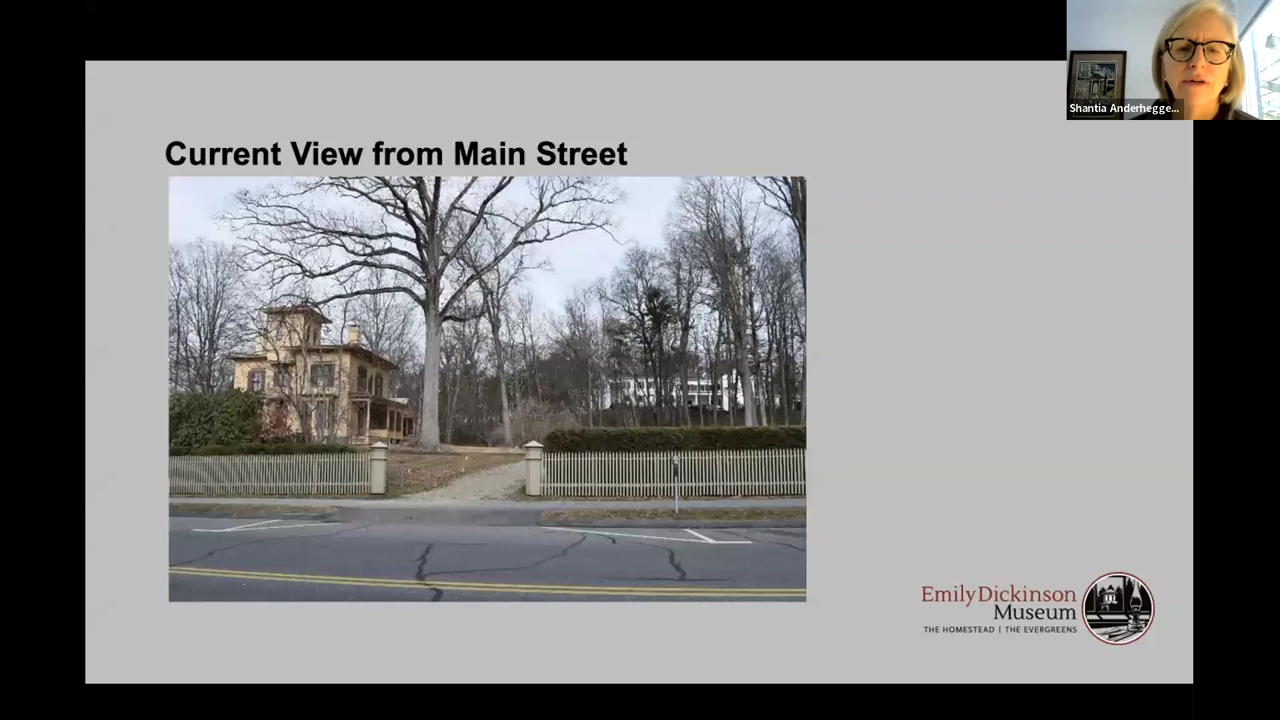 Shantia Anderhegge...
Current View from Main Street
Emily Dickinson
Museum
THE HOMESTEAD | THE EVERGREENS